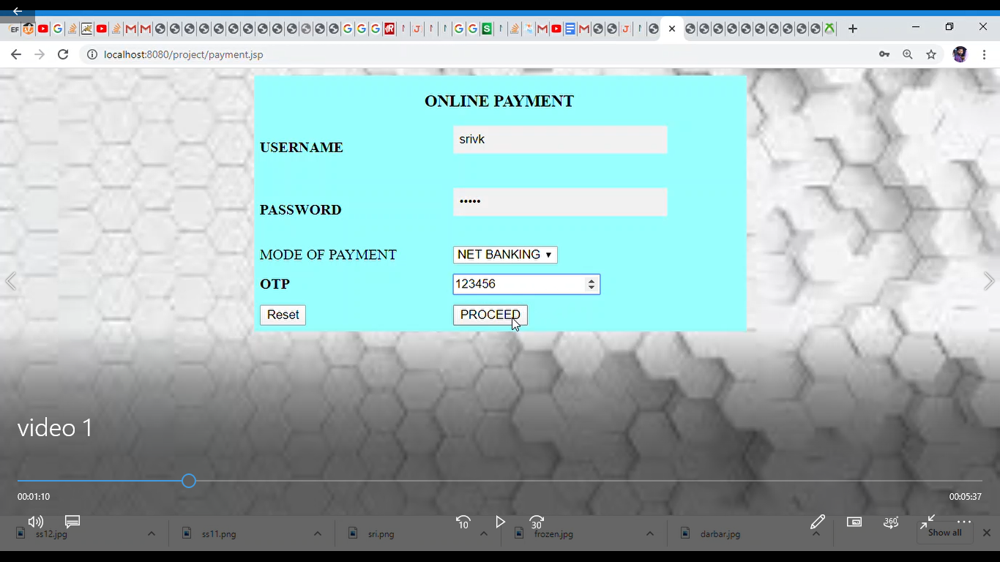 localhost:8080/project/payment.jsp
ONLINE PAYMENT
USERNAME srivk
PASSWORD •••••
MODE OF PAYMENT NET BANKING
OTP 123456
Reset PROCEED
video 1
00:01:10 00:05:37
10 30 360°
ss12.jpg ss11.png sri.png frozen.jpg darbar.jpg Show all